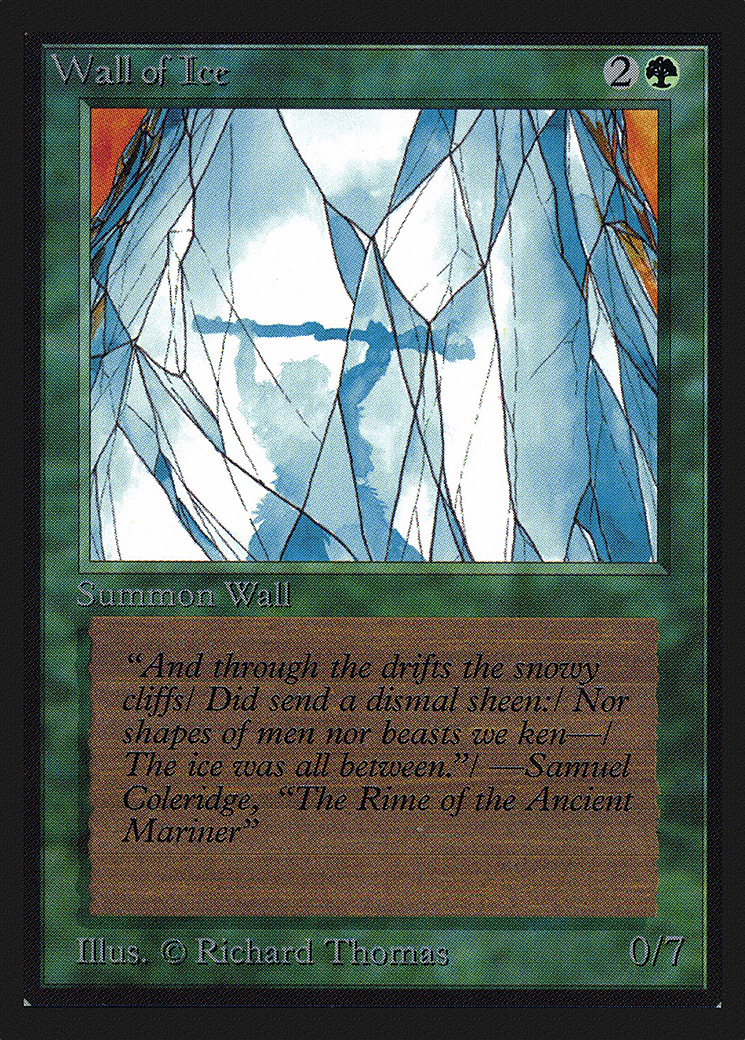 Wall of Ice 2
Summon Wall
“And through the drifts the snowy
cliffs/ Did send a dismal sheen:/ Nor
shapes of men nor beasts we ken—/
The ice was all between.”/ —Samuel
Coleridge, “The Rime of the Ancient
Mariner”
Illus. © Richard Thomas 0/7